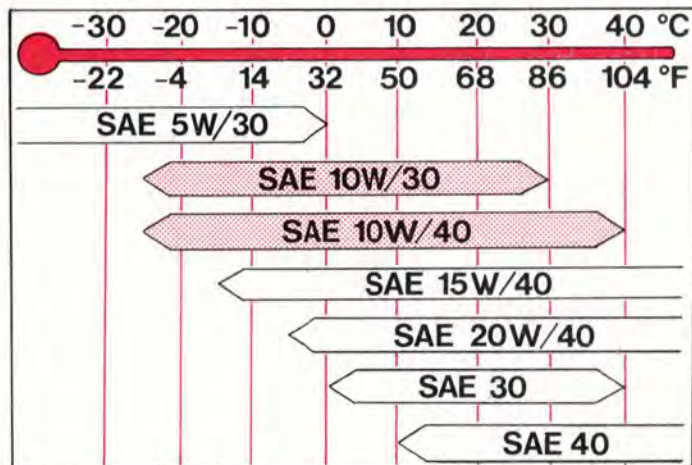 −30 −20 −10 0 10 20 30 40 °C
−22 −4 14 32 50 68 86 104 °F
SAE 5W/30
SAE 10W/30
SAE 10W/40
SAE 15W/40
SAE 20W/40
SAE 30
SAE 40